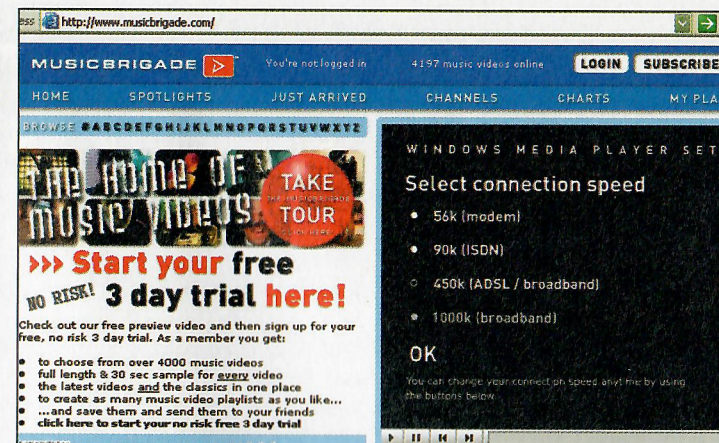 ess http://www.musicbrigade.com/
MUSICBRIGADE You're not logged in 4197 music videos online LOGIN SUBSCRIBE
HOME SPOTLIGHTS JUST ARRIVED CHANNELS CHARTS MY PLA
BROWSE #ABCDEFGHIJKLMNOPQRSTUVWXYZ
THE HOME OF
MUSIC VIDEOS
TAKE
THE MUSICBRIGADE
TOUR
CLICK HERE!
>>> Start your free
NO RISK! 3 day trial here!
Check out our free preview video and then sign up for your
free, no risk 3 day trial. As a member you get:
• to choose from over 4000 music videos
• full length & 30 sec sample for every video
• the latest videos and the classics in one place
• to create as many music video playlists as you like...
• ...and save them and send them to your friends
• click here to start your no risk free 3 day trial
WINDOWS MEDIA PLAYER SET
Select connection speed
56k (modem)
90k (ISDN)
450k (ADSL / broadband)
1000k (broadband)
OK
You can change your connection speed anytime by using
the buttons below